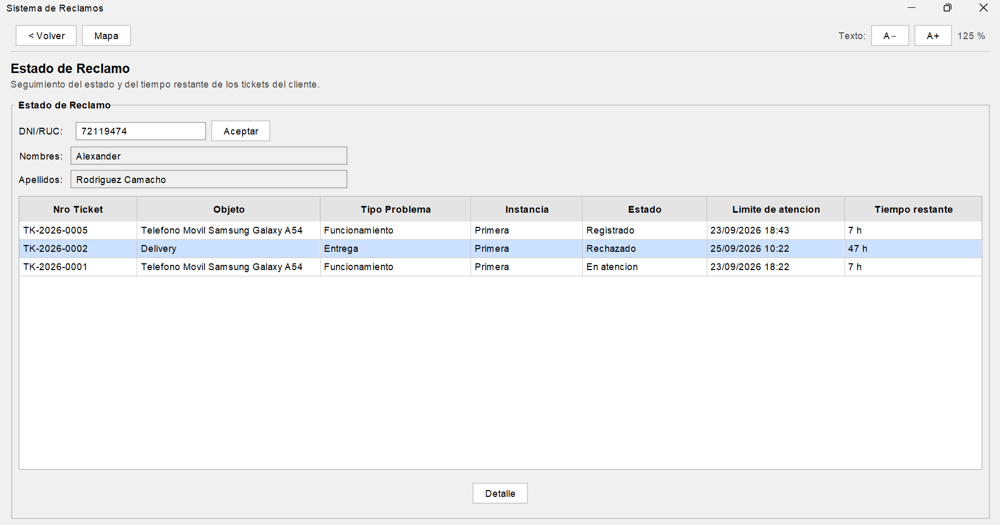 Sistema de Reclamos
< Volver Mapa Texto: A− A+ 125 %
Estado de Reclamo
Seguimiento del estado y del tiempo restante de los tickets del cliente.
Estado de Reclamo
DNI/RUC: 72119474 Aceptar
Nombres: Alexander
Apellidos: Rodriguez Camacho
Nro Ticket Objeto Tipo Problema Instancia Estado Limite de atencion Tiempo restante
TK-2026-0005 Telefono Movil Samsung Galaxy A54 Funcionamiento Primera Registrado 23/09/2026 18:43 7 h
TK-2026-0002 Delivery Entrega Primera Rechazado 25/09/2026 10:22 47 h
TK-2026-0001 Telefono Movil Samsung Galaxy A54 Funcionamiento Primera En atencion 23/09/2026 18:22 7 h
Detalle